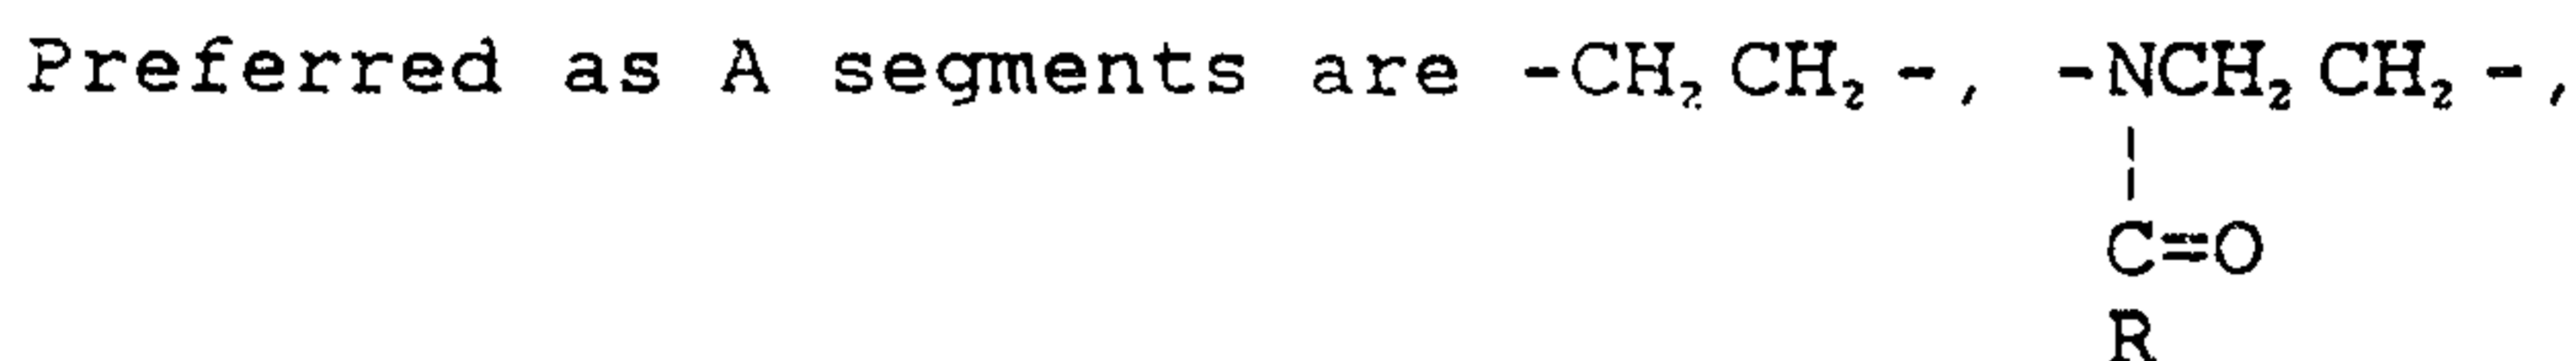 Preferred as A segments are -CH₂CH₂-, -NCH₂CH₂-,
|
C=O
R